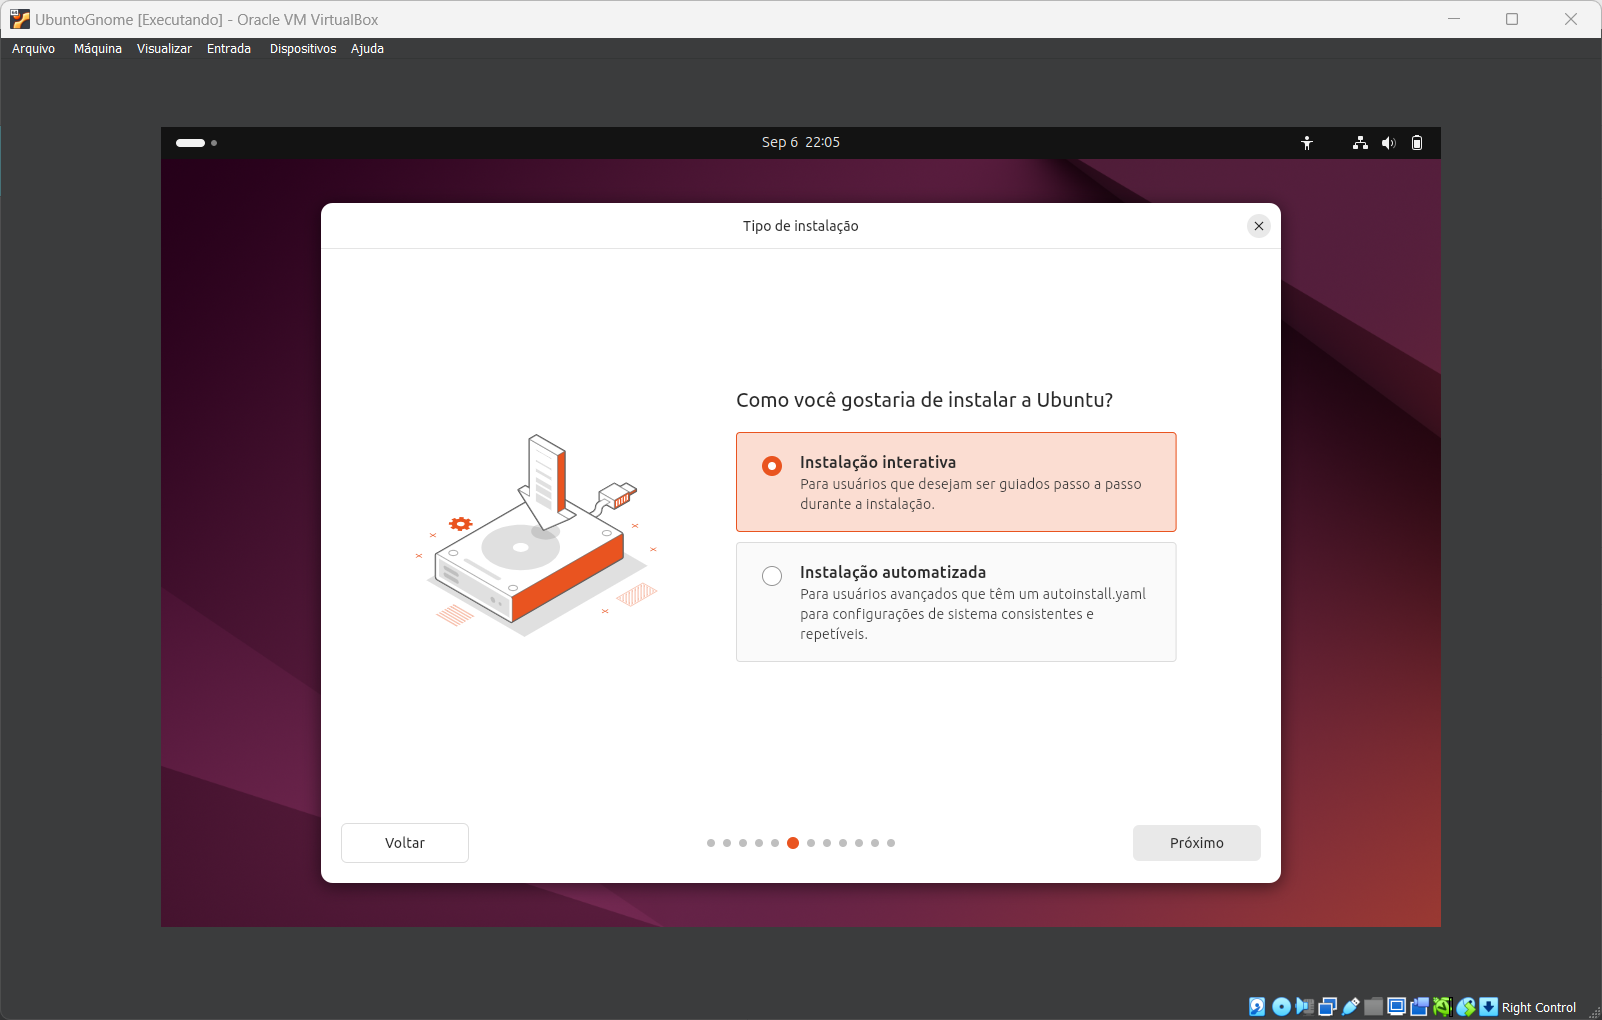 UbuntoGnome [Executando] - Oracle VM VirtualBox
Arquivo Máquina Visualizar Entrada Dispositivos Ajuda
Sep 6 22:05
Tipo de instalação
Como você gostaria de instalar a Ubuntu?
Instalação interativa
Para usuários que desejam ser guiados passo a passo
durante a instalação.
Instalação automatizada
Para usuários avançados que têm um autoinstall.yaml
para configurações de sistema consistentes e
repetíveis.
Voltar
Próximo
Right Control